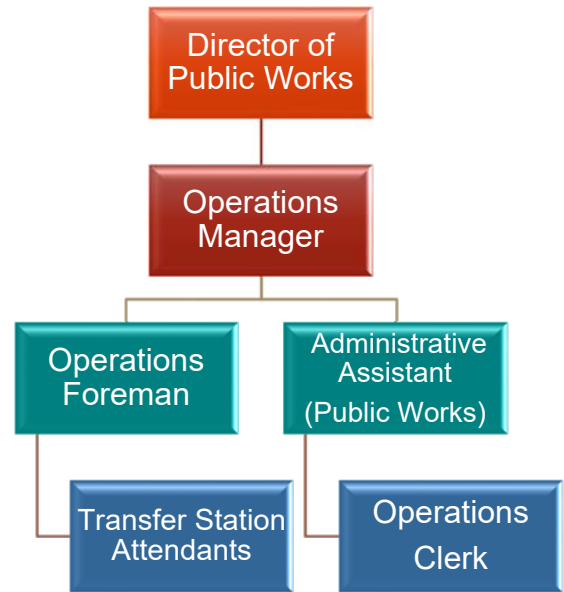 Director of
Public Works
Operations
Manager
Operations
Foreman
Administrative
Assistant
(Public Works)
Transfer Station
Attendants
Operations
Clerk